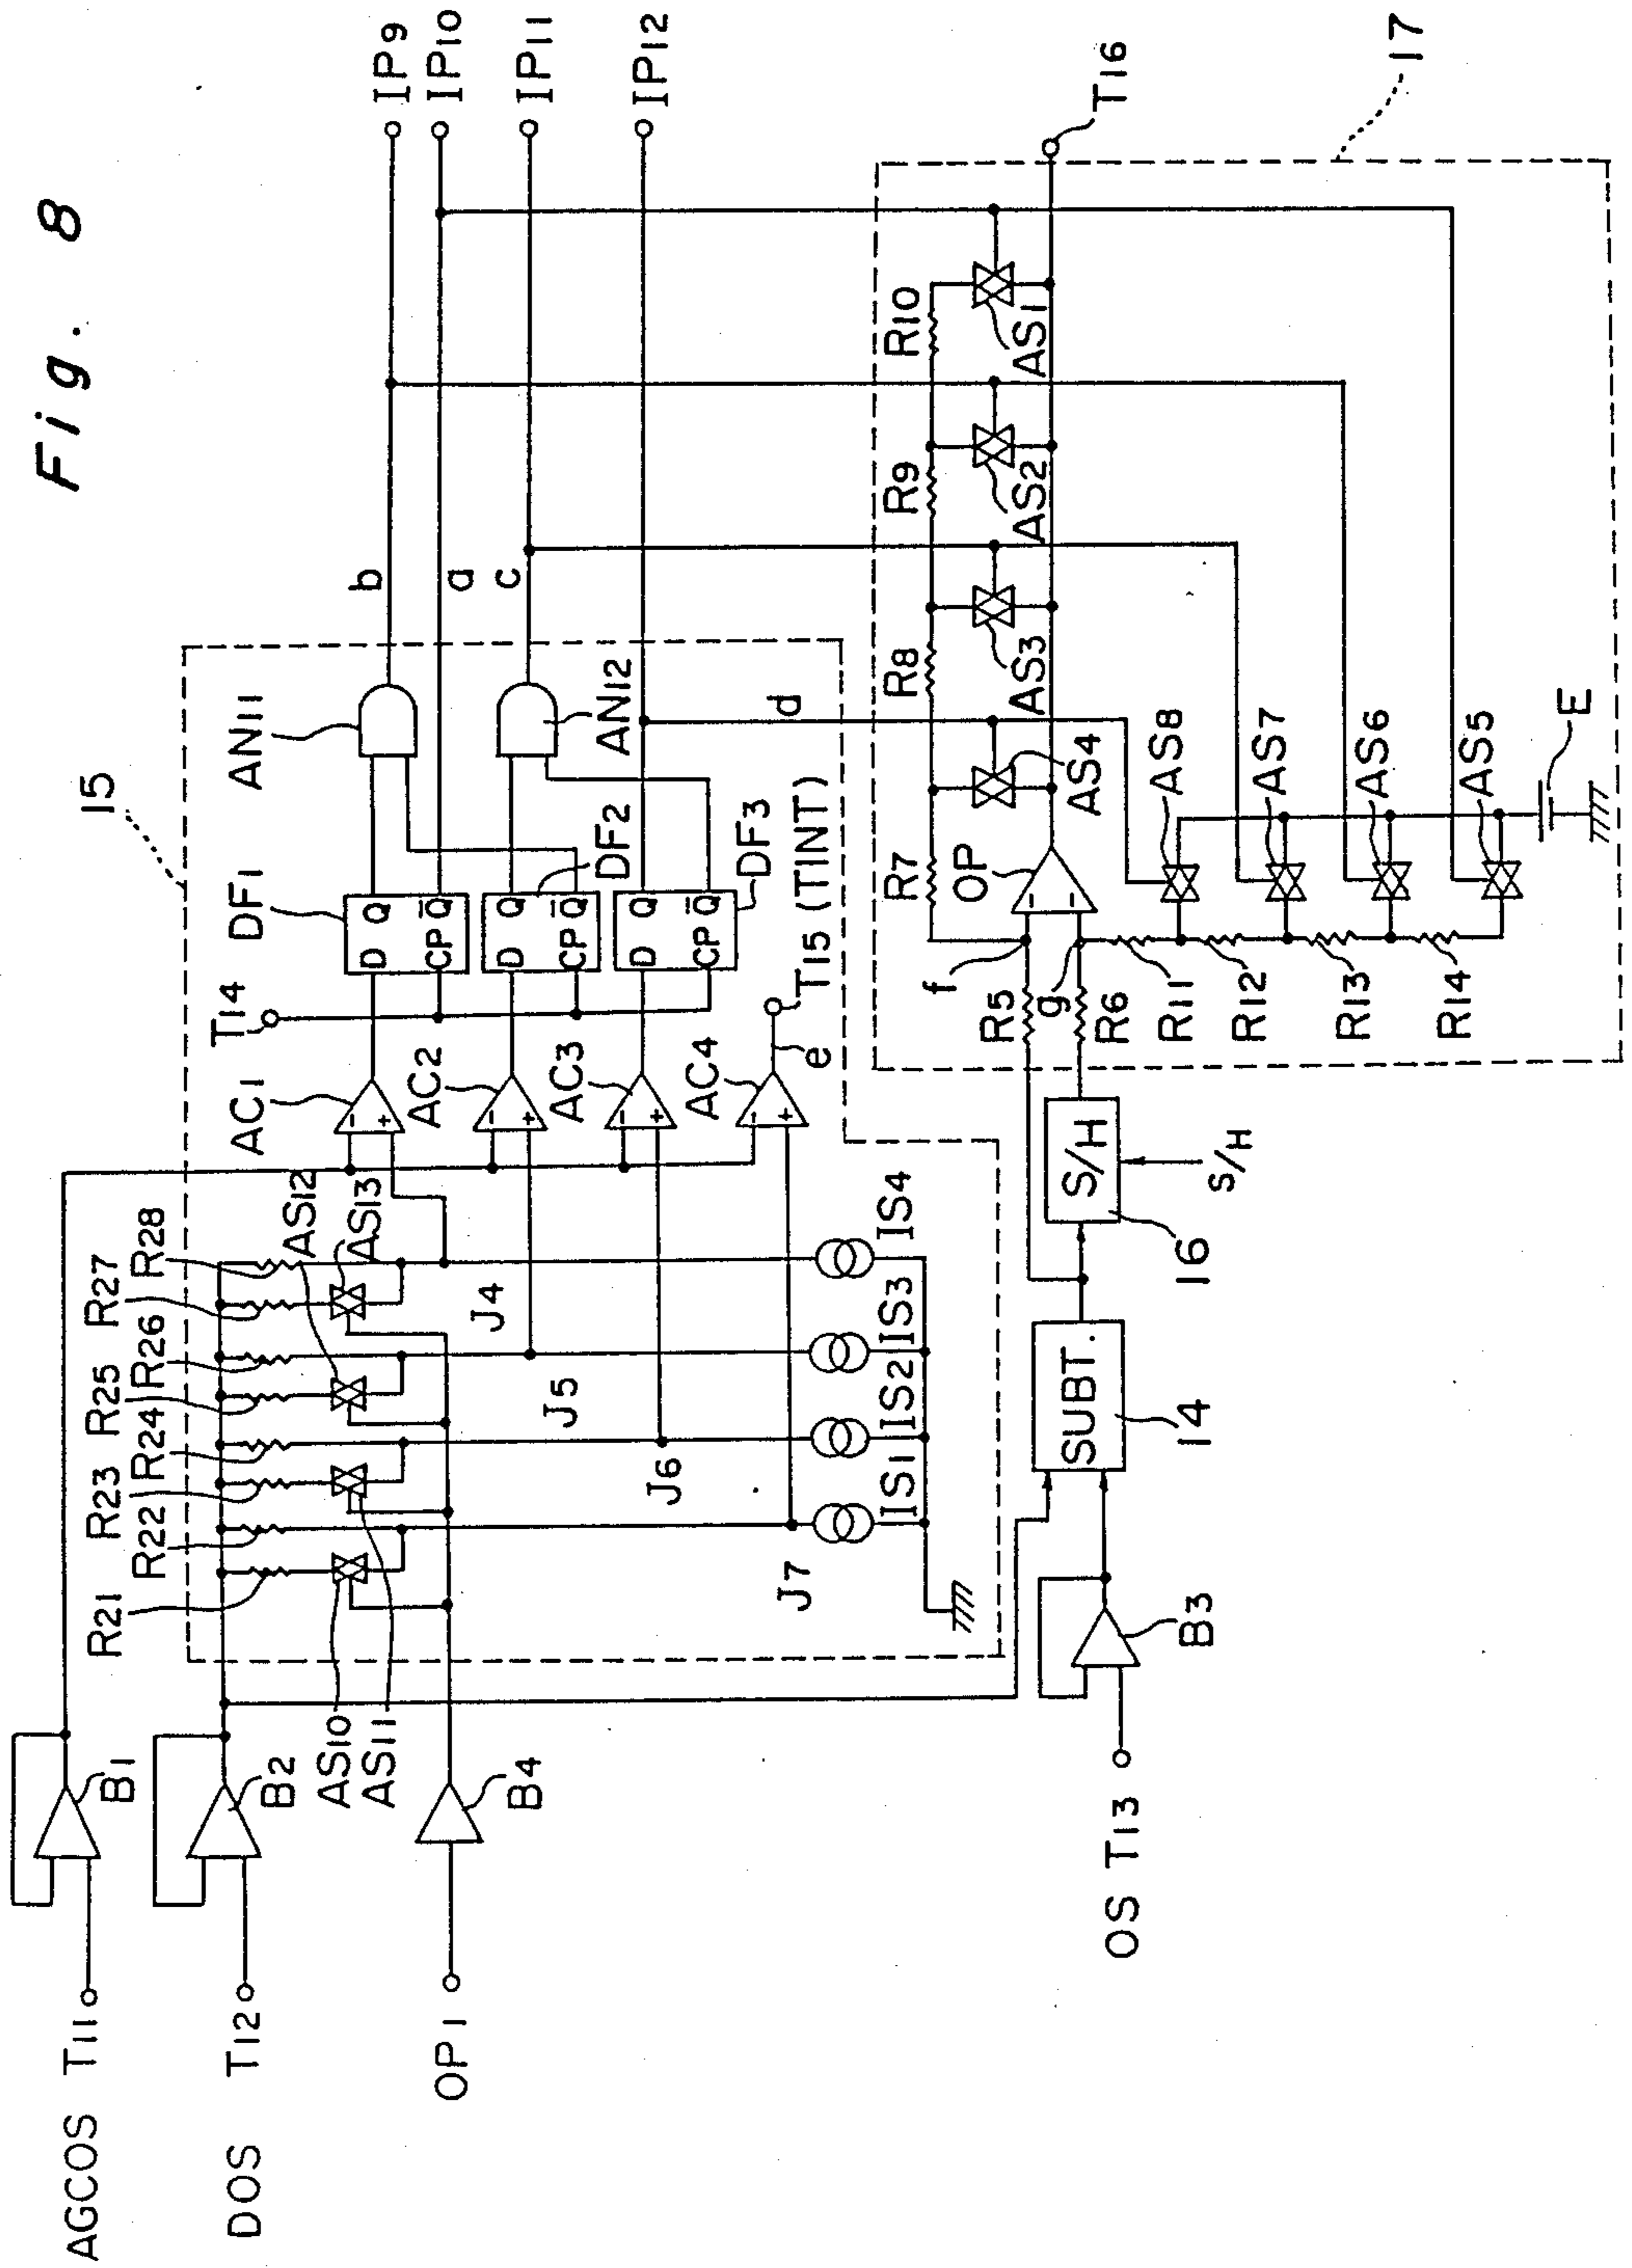 Fig. 8
AGCOS T11
B1
DOS T12
B2
OP1
B4
OS T13
B3
15
R21
R22
R23
R24
R25
R26
R27
R28
AS10
AS11
AS12
AS13
J4
J5
J6
J7
IS1
IS2
IS3
IS4
AC1
AC2
AC3
AC4
- +
- +
- +
- +
T14
DF1
D Q
CP Q̅
DF2
D Q
CP Q̅
DF3
D Q
CP Q̅
AN11
AN12
e
T15 (TINT)
b
a
c
d
IP9
IP10
IP11
IP12
SUBT.
14
S/H
16
S/H
17
R5
R6
f
g
OP
-
-
R7
R8
R9
R10
AS4
AS3
AS2
AS1
T16
R11
R12
R13
R14
AS8
AS7
AS6
AS5
E